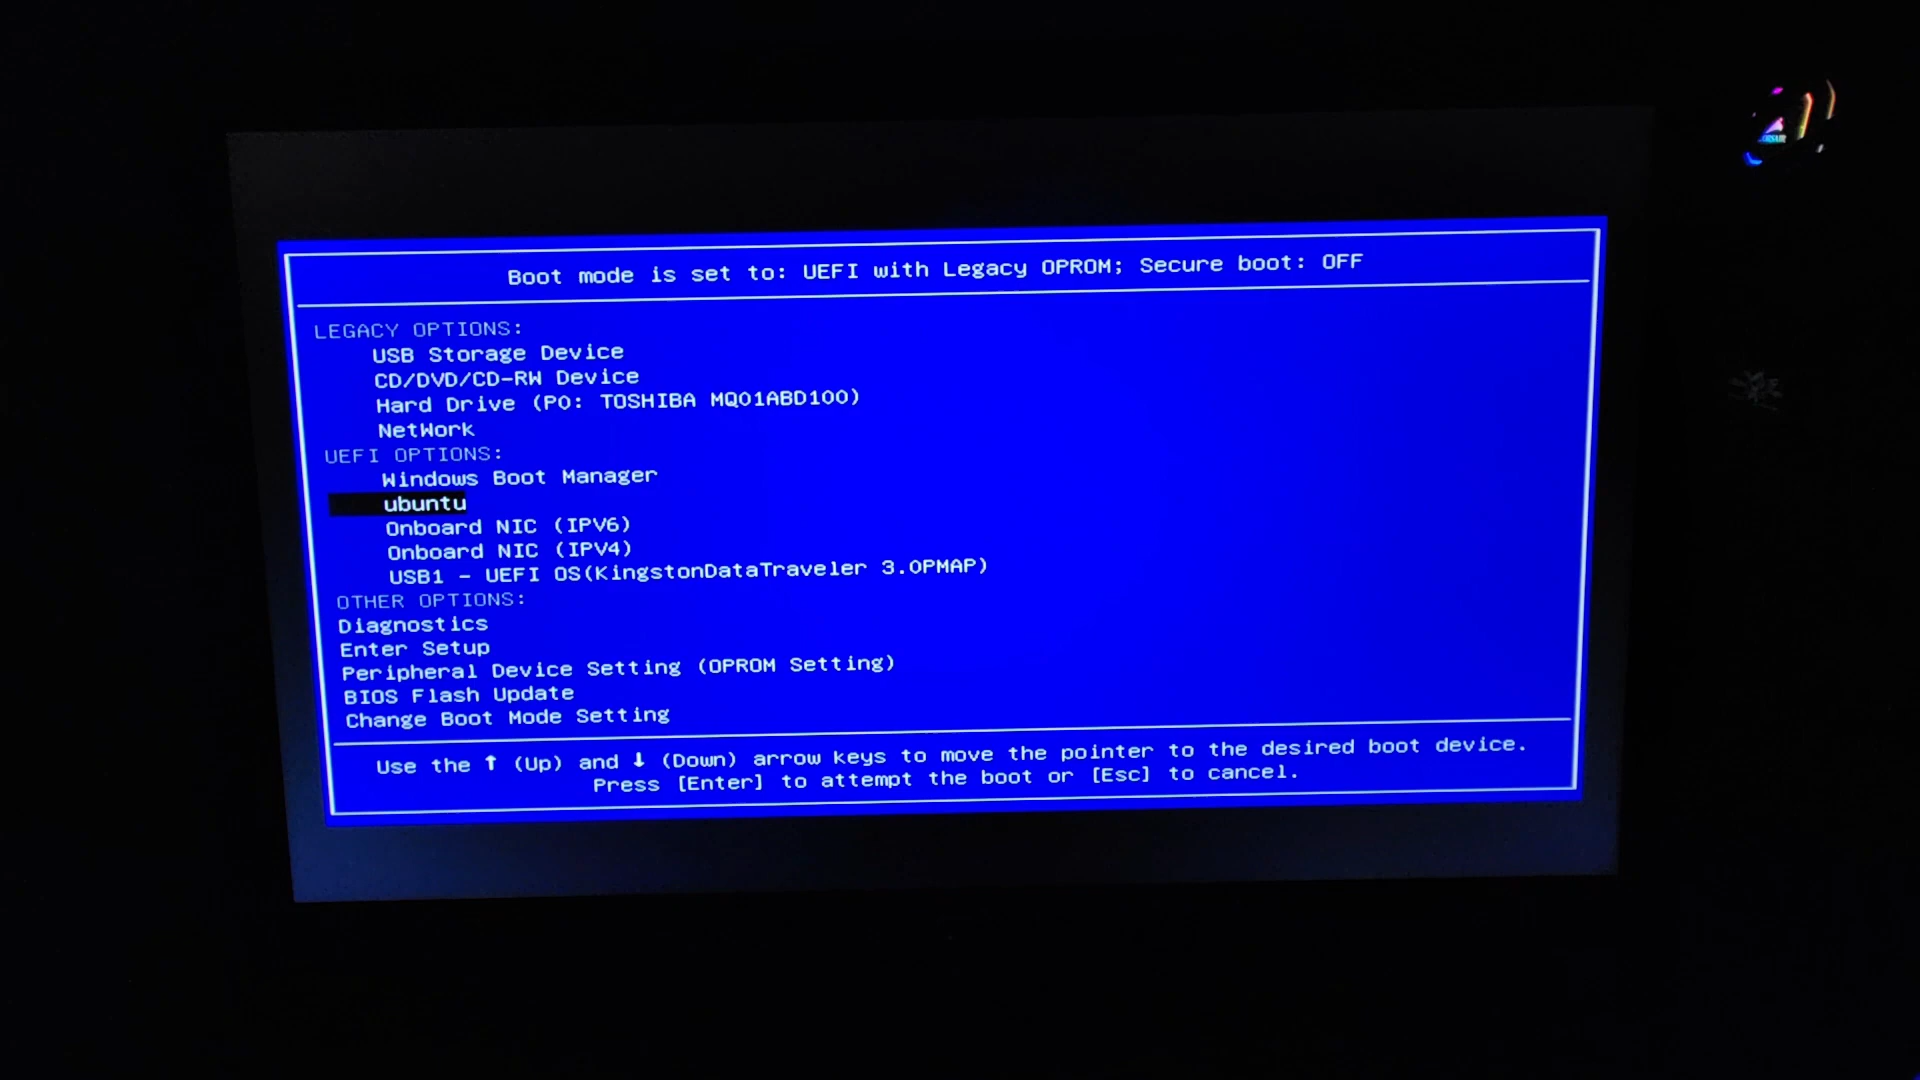 Boot mode is set to: UEFI with Legacy OPROM; Secure boot: OFF
LEGACY OPTIONS:
USB Storage Device
CD/DVD/CD-RW Device
Hard Drive (P0: TOSHIBA MQ01ABD100)
NetWork
UEFI OPTIONS:
Windows Boot Manager
ubuntu
Onboard NIC (IPV6)
Onboard NIC (IPV4)
USB1 - UEFI OS(KingstonDataTraveler 3.0PMAP)
OTHER OPTIONS:
Diagnostics
Enter Setup
Peripheral Device Setting (OPROM Setting)
BIOS Flash Update
Change Boot Mode Setting
Use the ↑ (Up) and ↓ (Down) arrow keys to move the pointer to the desired boot device.
Press [Enter] to attempt the boot or [Esc] to cancel.